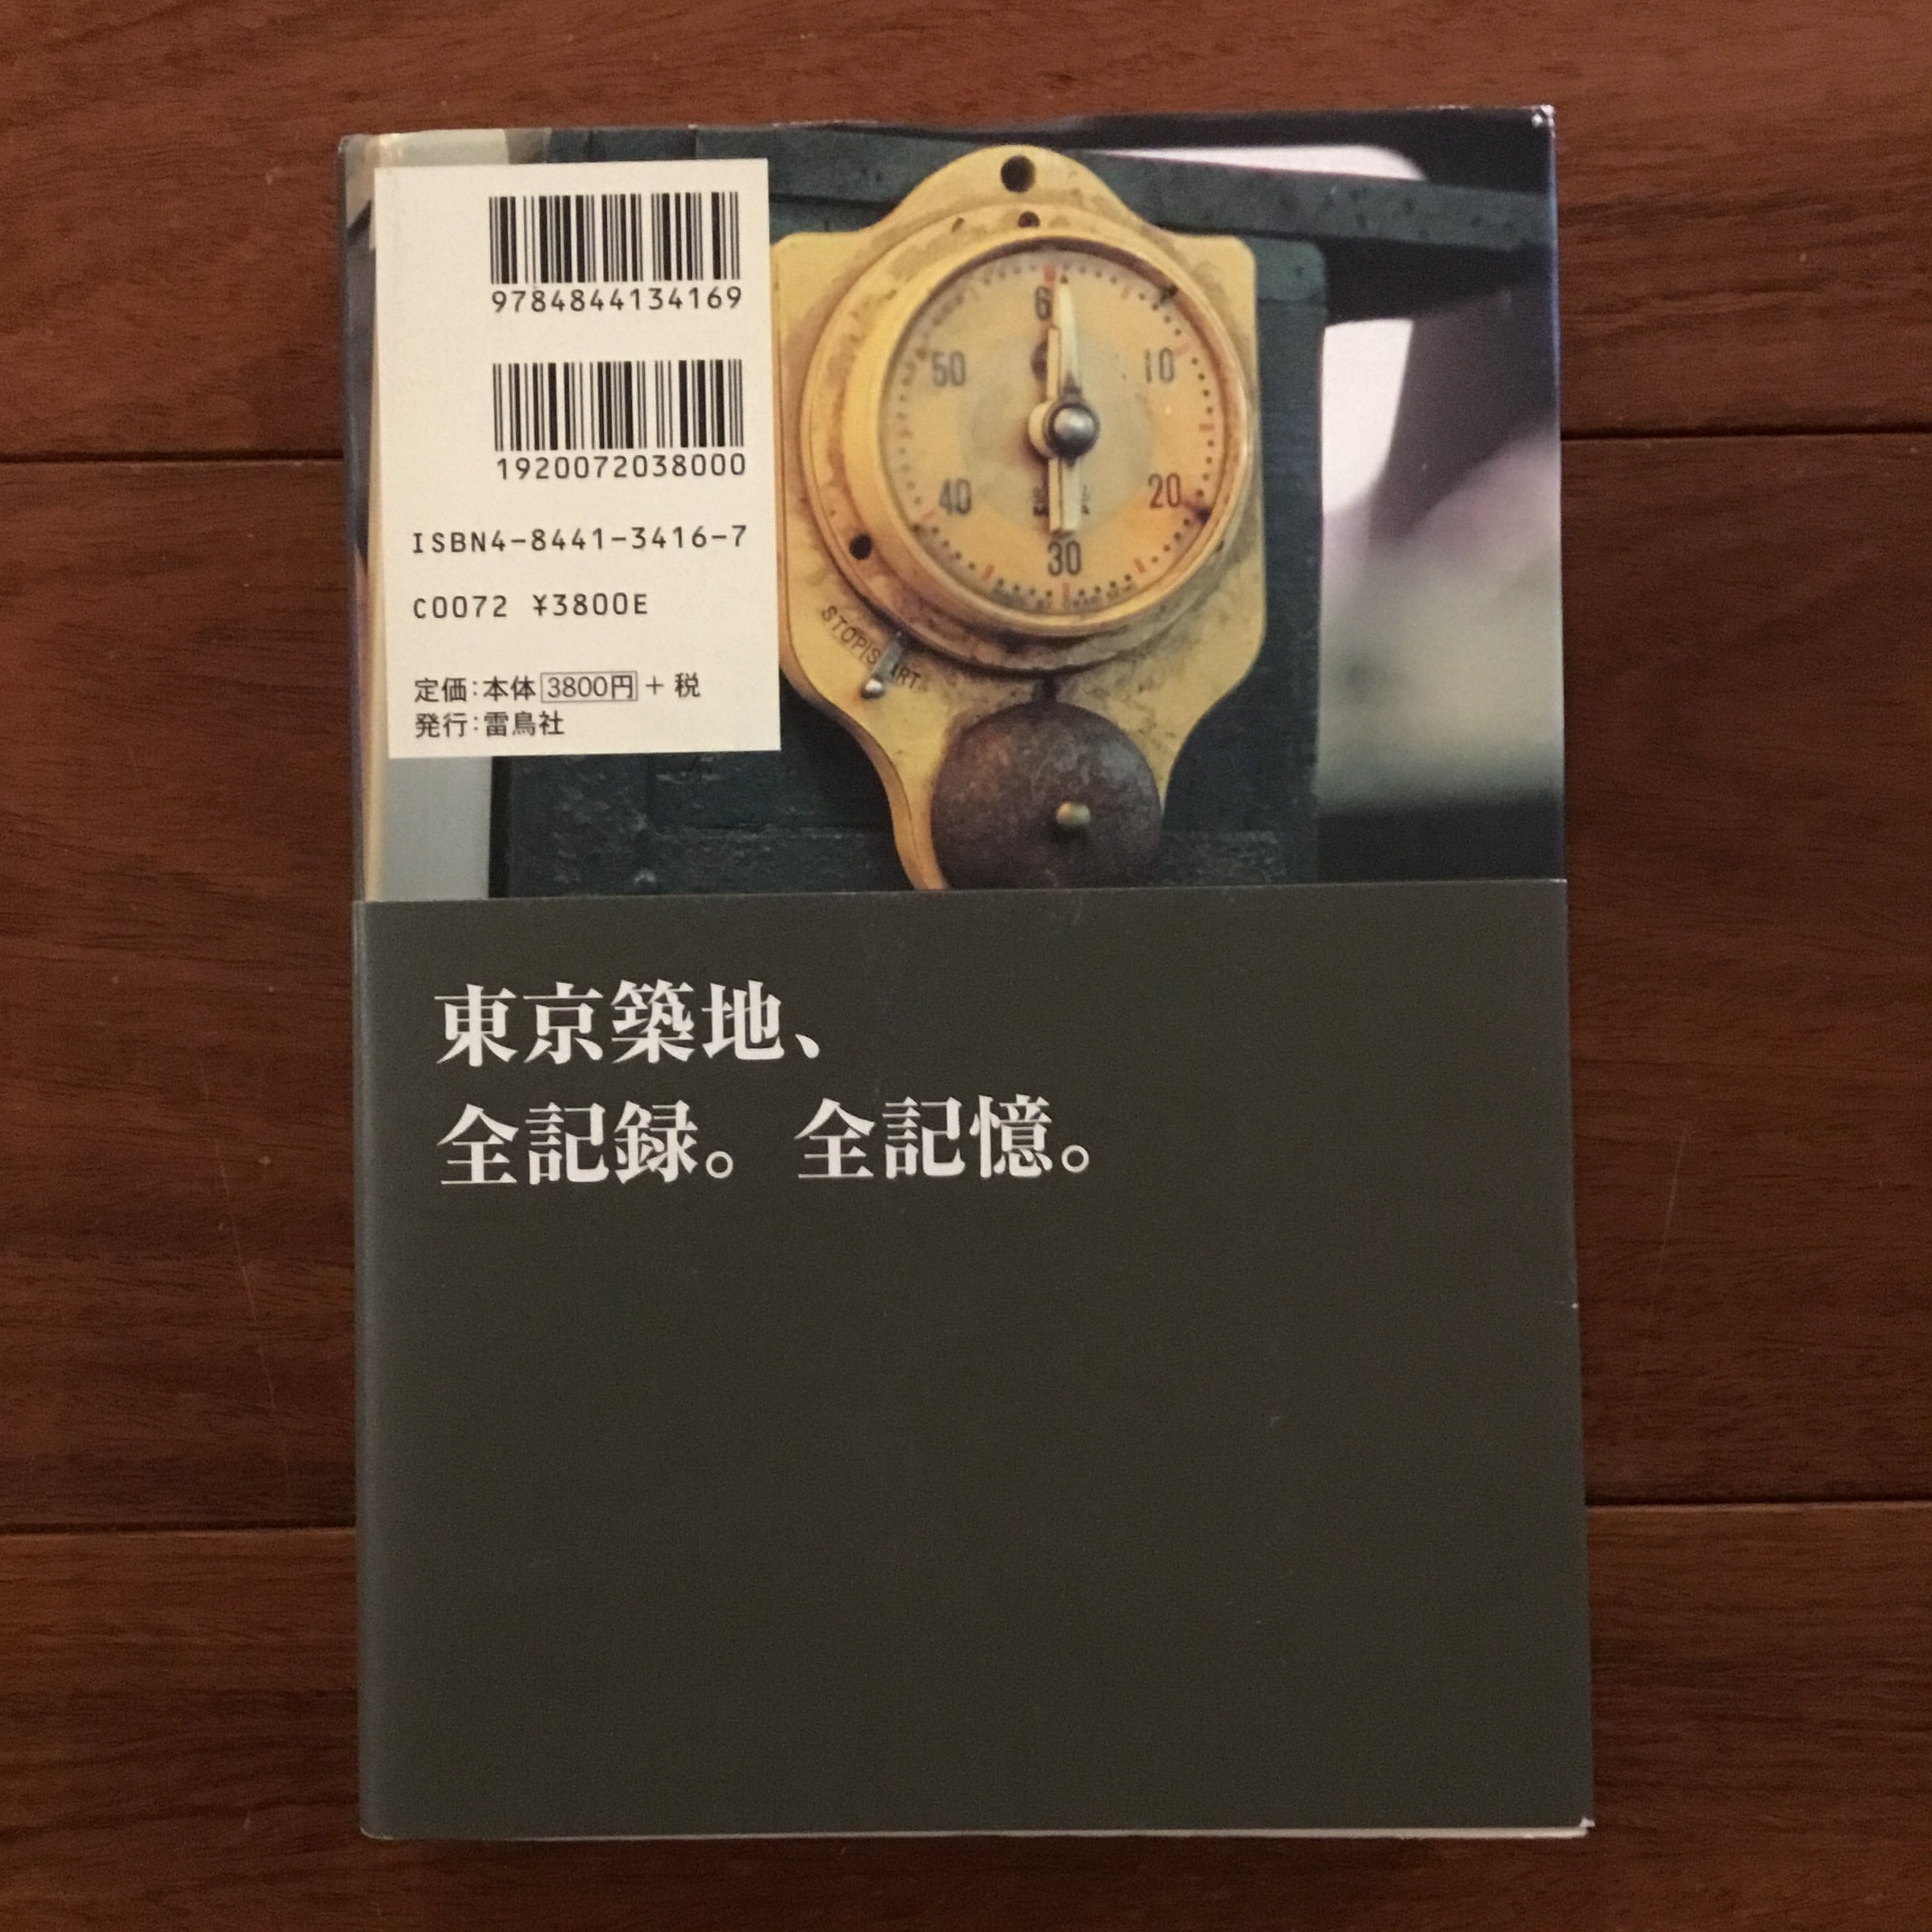 9784844134169
1920072038000
ISBN4-8441-3416-7
C0072 ¥3800E
定価:本体3800円+税
発行:雷鳥社
6
50 10
40 20
30
STOP
東京築地、
全記録。全記憶。